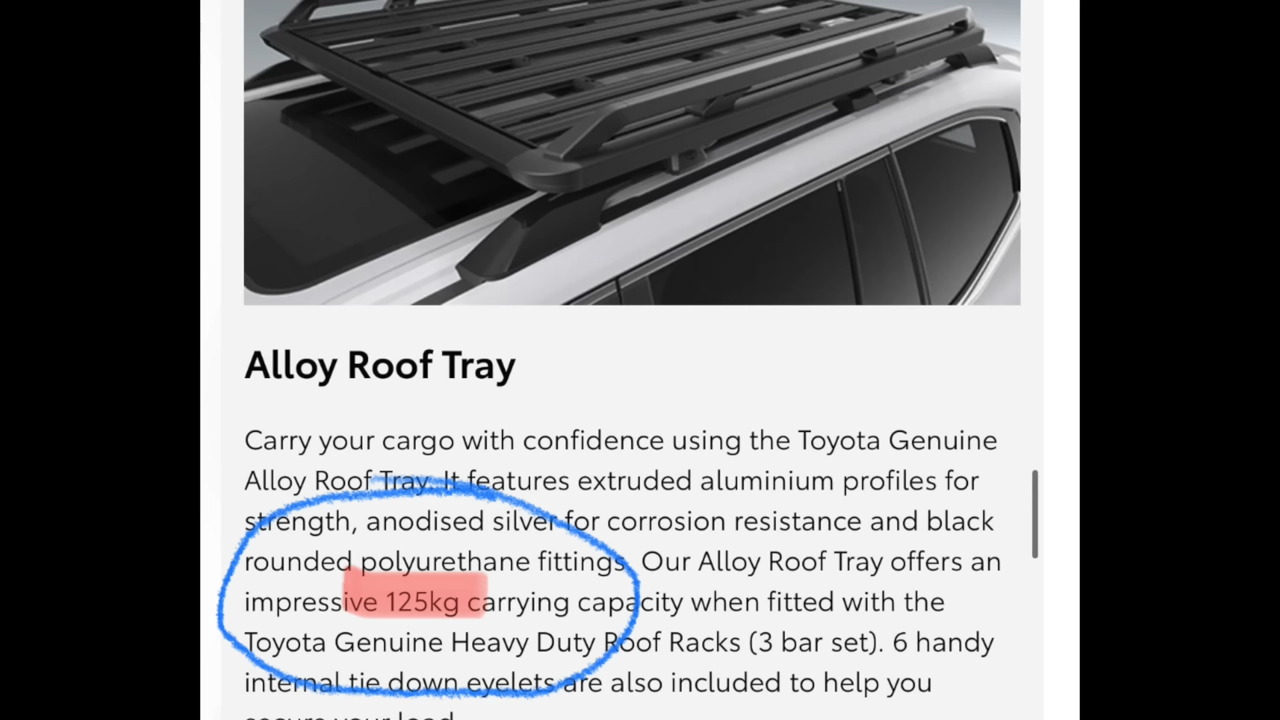 Alloy Roof Tray
Carry your cargo with confidence using the Toyota Genuine
Alloy Roof Tray. It features extruded aluminium profiles for
strength, anodised silver for corrosion resistance and black
rounded polyurethane fittings. Our Alloy Roof Tray offers an
impressive 125kg carrying capacity when fitted with the
Toyota Genuine Heavy Duty Roof Racks (3 bar set). 6 handy
internal tie down eyelets are also included to help you
secure your load.